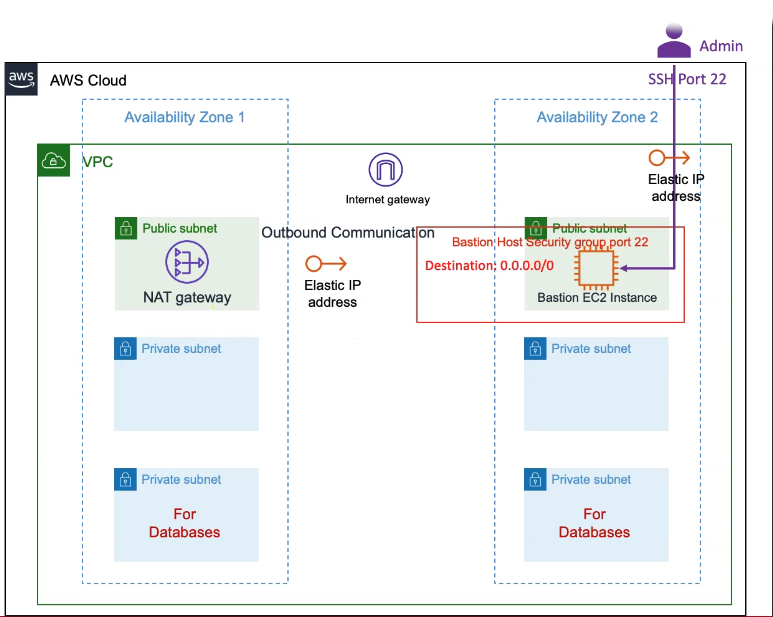 Admin
aws
AWS Cloud
SSH Port 22
Availability Zone 1
Availability Zone 2
VPC
Internet gateway
Elastic IP
address
Public subnet
NAT gateway
Outbound Communication
Elastic IP
address
Public subnet
Bastion Host Security group port 22
Destination: 0.0.0.0/0
Bastion EC2 Instance
Private subnet
Private subnet
Private subnet
For
Databases
Private subnet
For
Databases